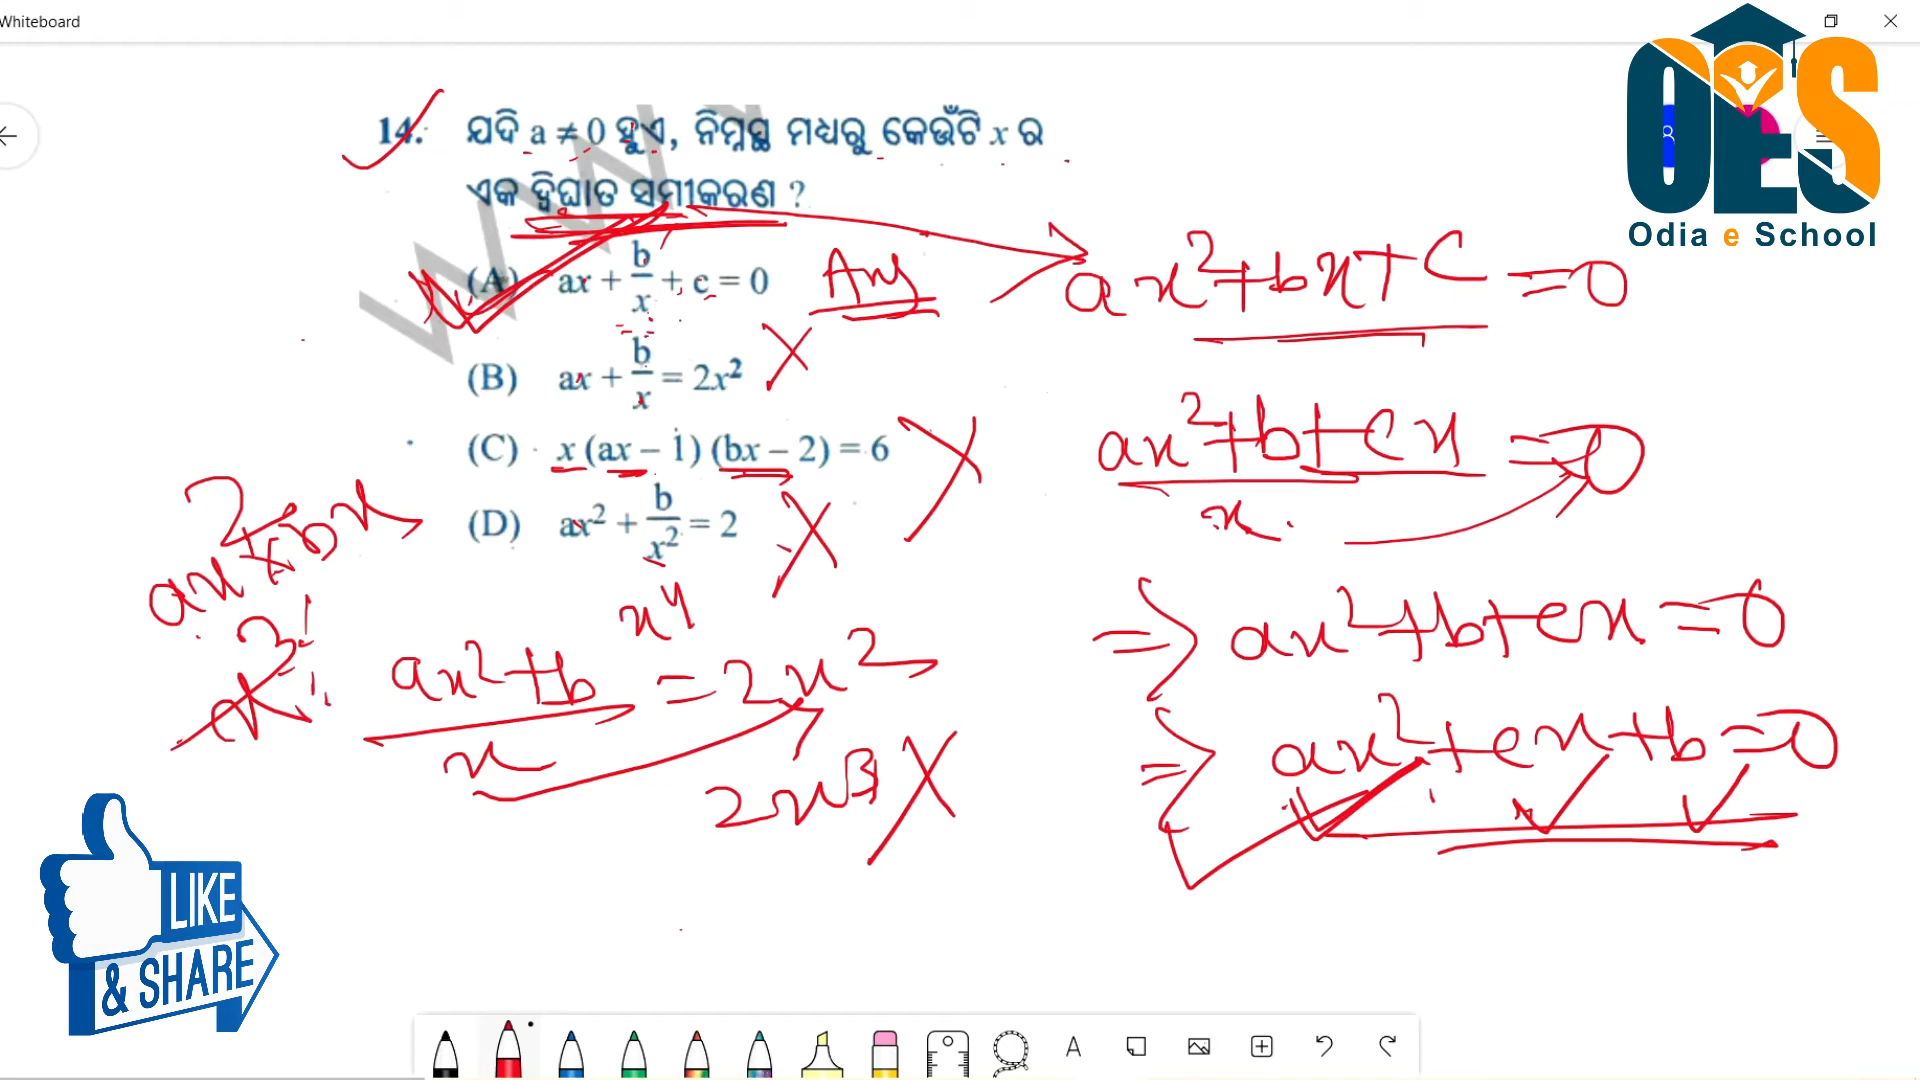 Whiteboard
14. ଯଦି a ≠ 0 ହୁଏ, ନିମ୍ନସ୍ଥ ମଧ୍ୟରୁ କେଉଁଟି x ର
ଏକ ଦ୍ୱିଘାତ ସମୀକରଣ ?
(A) ax + b/x + c = 0
Ans
(B) ax + b/x = 2x²
(C) x (ax – 1) (bx – 2) = 6
(D) ax² + b/x² = 2
OES
Odia e School
ax² + bx + C = 0
ax² + b + cx = 0
x
=> ax² + b + cx = 0
=> ax² + cx + b = 0
x⁴
ax² + b = 2x²
x
2x³
LIKE
& SHARE
A